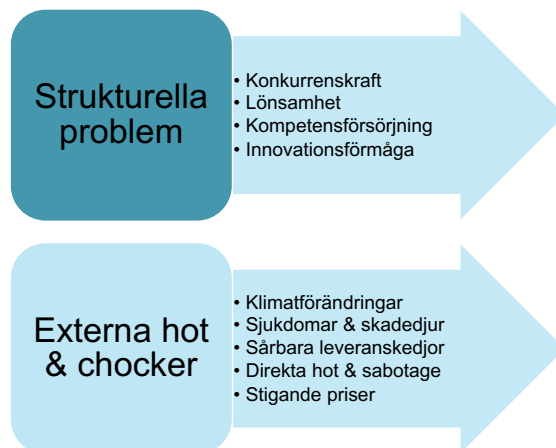 Strukturella
problem
• Konkurrenskraft
• Lönsamhet
• Kompetensförsörjning
• Innovationsförmåga
Externa hot
& chocker
• Klimatförändringar
• Sjukdomar & skadedjur
• Sårbara leveranskedjor
• Direkta hot & sabotage
• Stigande priser